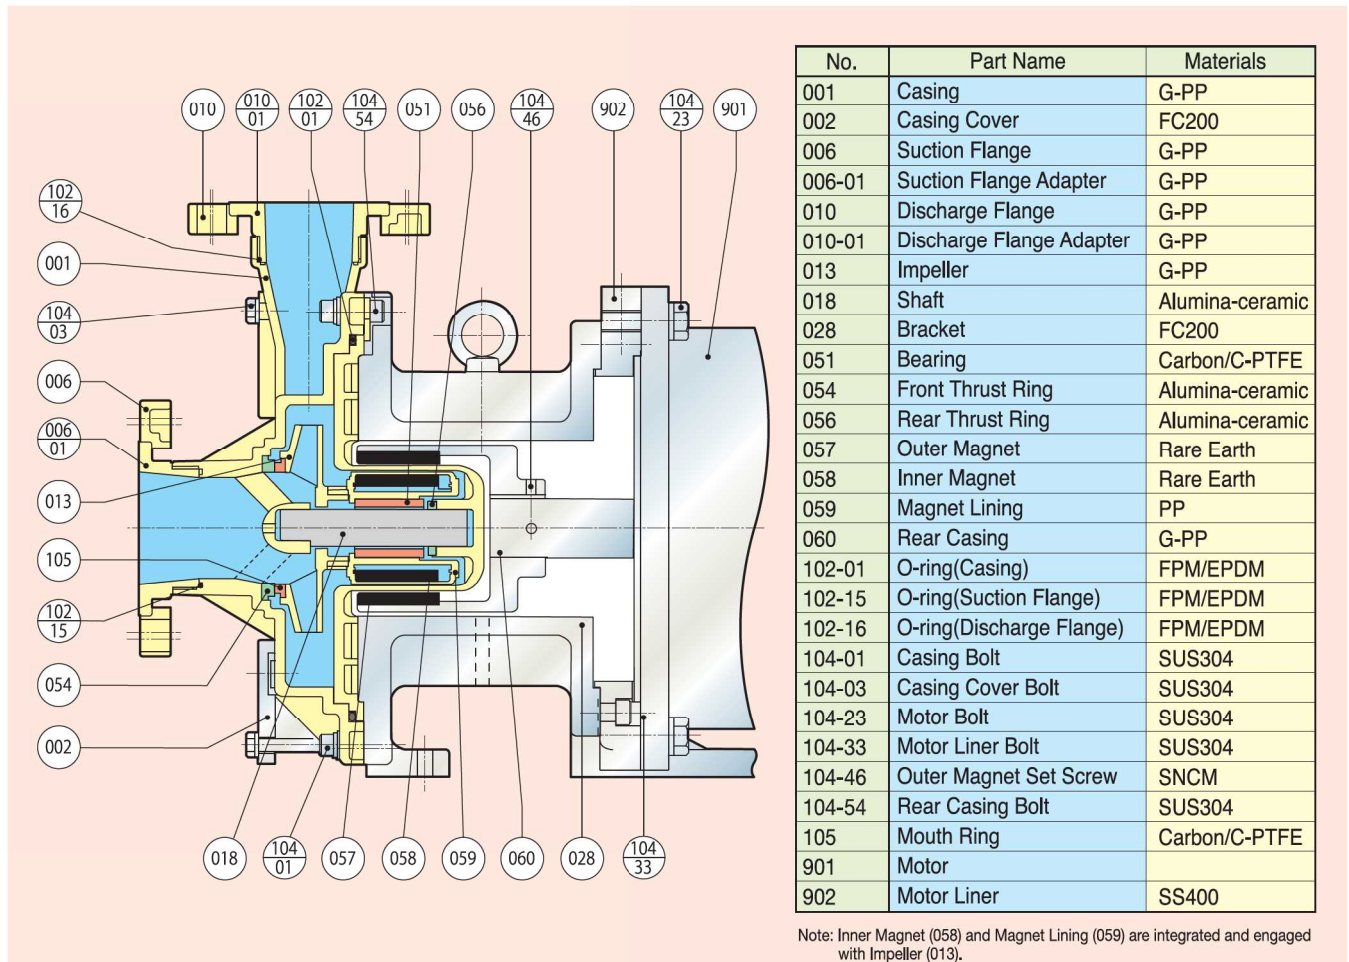 010
010
01
102
01
104
54
051
056
104
46
902
104
23
901
102
16
001
104
03
006
006
01
013
105
102
15
054
002
018
104
01
057
058
059
060
028
104
33
No. Part Name Materials
001 Casing G-PP
002 Casing Cover FC200
006 Suction Flange G-PP
006-01 Suction Flange Adapter G-PP
010 Discharge Flange G-PP
010-01 Discharge Flange Adapter G-PP
013 Impeller G-PP
018 Shaft Alumina-ceramic
028 Bracket FC200
051 Bearing Carbon/C-PTFE
054 Front Thrust Ring Alumina-ceramic
056 Rear Thrust Ring Alumina-ceramic
057 Outer Magnet Rare Earth
058 Inner Magnet Rare Earth
059 Magnet Lining PP
060 Rear Casing G-PP
102-01 O-ring(Casing) FPM/EPDM
102-15 O-ring(Suction Flange) FPM/EPDM
102-16 O-ring(Discharge Flange) FPM/EPDM
104-01 Casing Bolt SUS304
104-03 Casing Cover Bolt SUS304
104-23 Motor Bolt SUS304
104-33 Motor Liner Bolt SUS304
104-46 Outer Magnet Set Screw SNCM
104-54 Rear Casing Bolt SUS304
105 Mouth Ring Carbon/C-PTFE
901 Motor
902 Motor Liner SS400
Note: Inner Magnet (058) and Magnet Lining (059) are integrated and engaged
with Impeller (013).